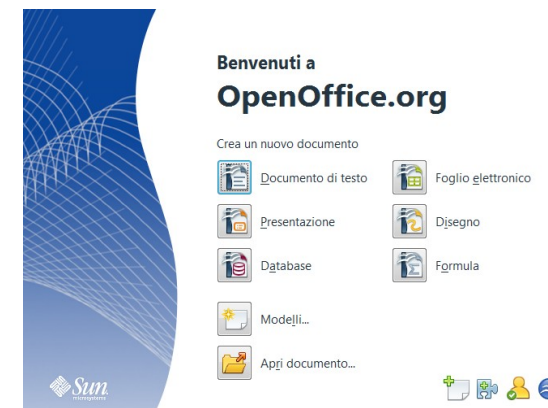 Benvenuti a
OpenOffice.org
Crea un nuovo documento
Documento di testo
Foglio elettronico
Presentazione
Disegno
Database
Formula
Modelli...
Apri documento...
Sun
microsystems